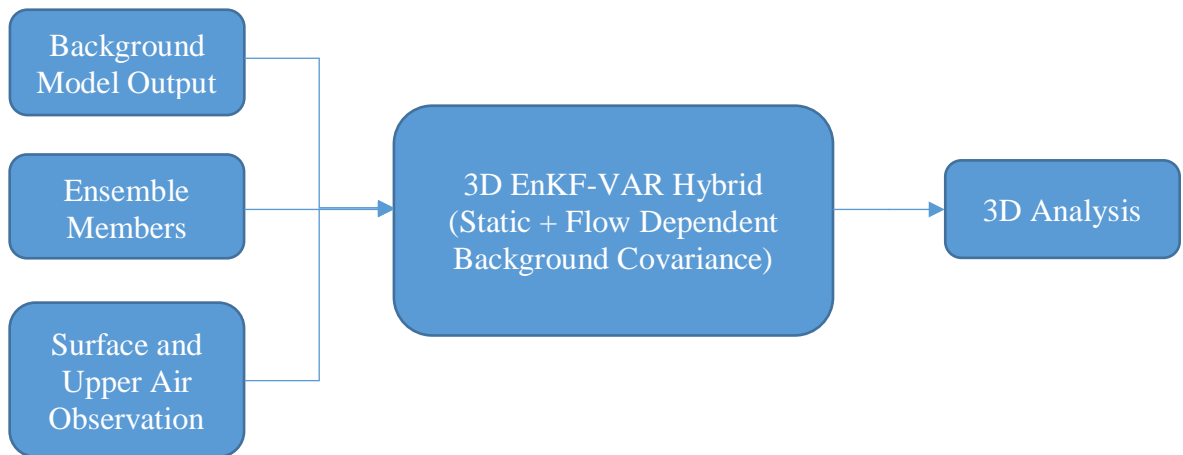 Background
Model Output
Ensemble
Members
Surface and
Upper Air
Observation
3D EnKF-VAR Hybrid
(Static + Flow Dependent
Background Covariance)
3D Analysis